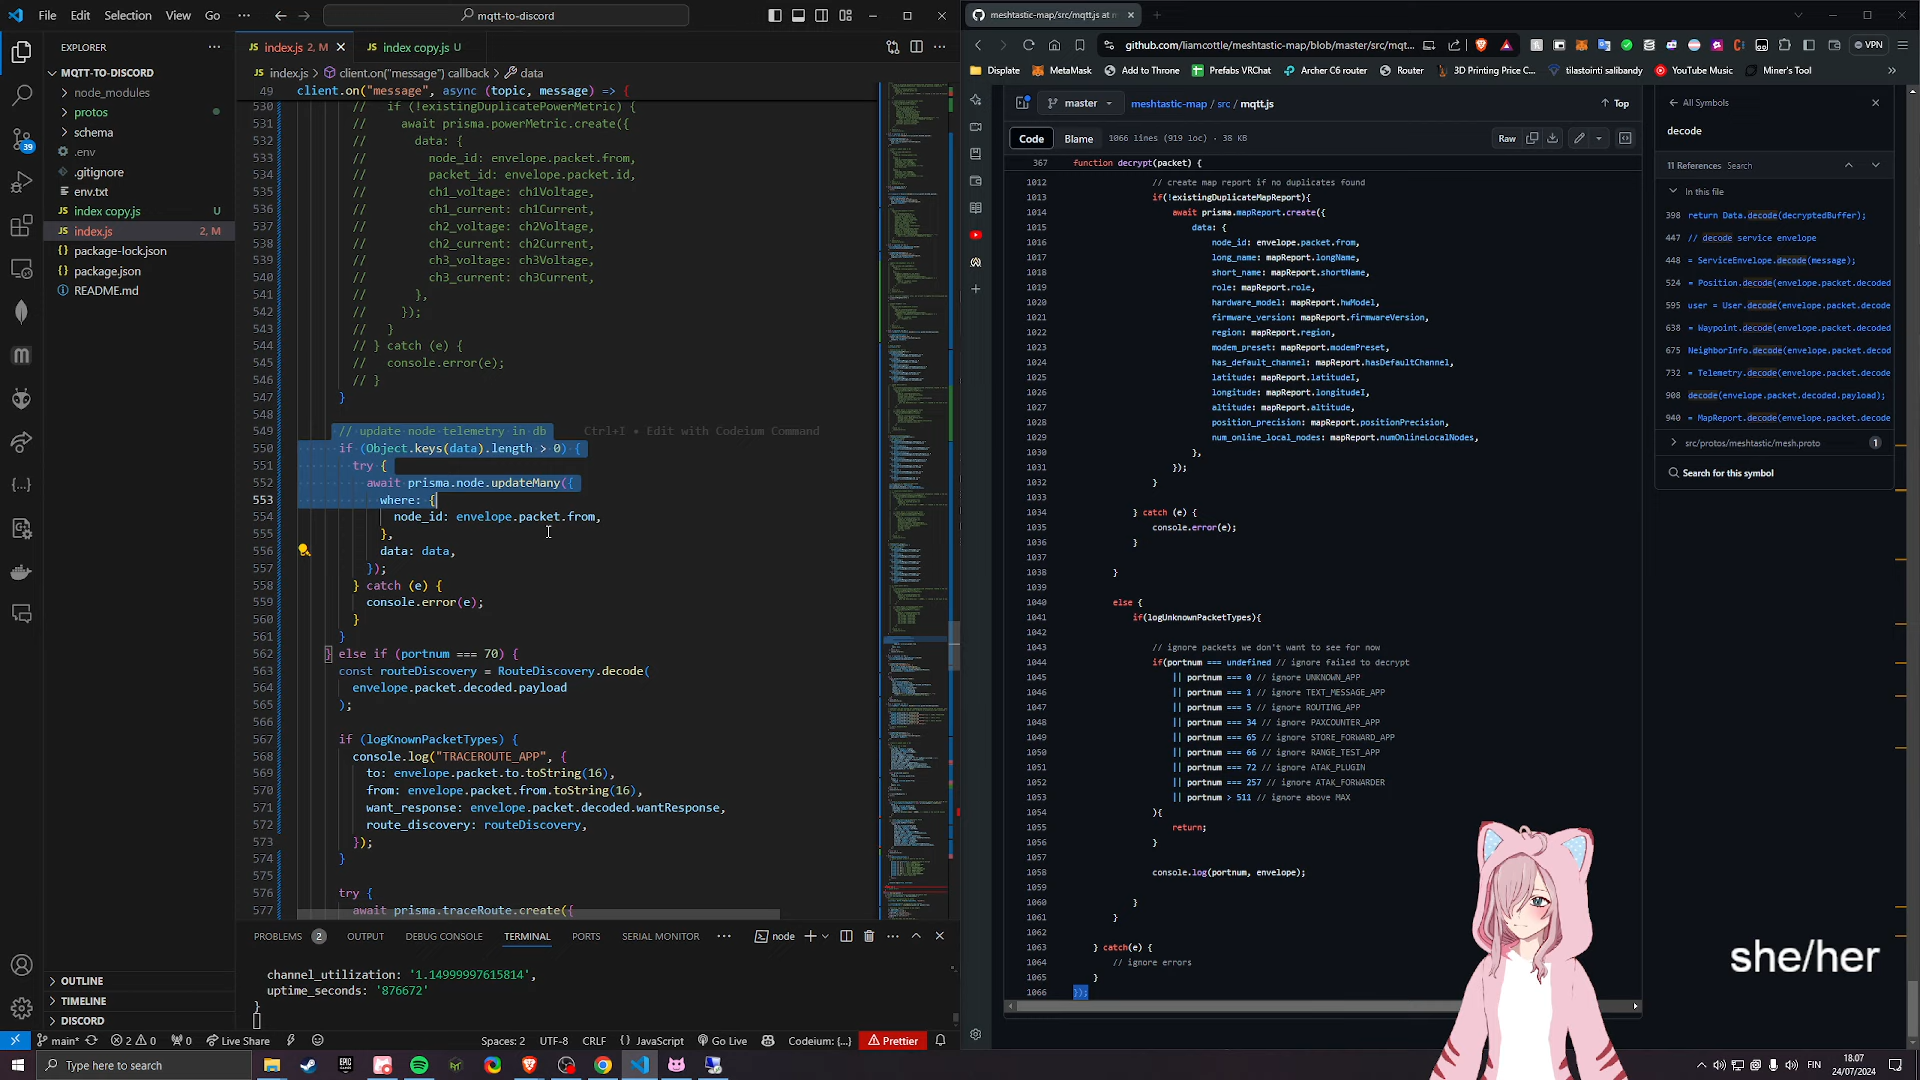 File Edit Selection View Go ··· mqtt-to-discord
EXPLORER
MQTT-TO-DISCORD
node_modules
protos
schema
.env
.gitignore
env.txt
JS index copy.js U
JS index.js 2, M
{} package-lock.json
{} package.json
README.md
OUTLINE
TIMELINE
DISCORD
JS index.js 2, M × JS index copy.js U
JS index.js > client.on("message") callback > data
49 client.on("message", async (topic, message) => {
530 // if (!existingDuplicatePowerMetric) {
531 // await prisma.powerMetric.create({
532 // data: {
533 // node_id: envelope.packet.from,
534 // packet_id: envelope.packet.id,
535 // ch1_voltage: ch1Voltage,
536 // ch1_current: ch1Current,
537 // ch2_voltage: ch2Voltage,
538 // ch2_current: ch2Current,
539 // ch3_voltage: ch3Voltage,
540 // ch3_current: ch3Current,
541 // },
542 // });
543 // }
544 // } catch (e) {
545 // console.error(e);
546 // }
547 }
548
549 // update node telemetry in db Ctrl+I • Edit with Codeium Command
550 if (Object.keys(data).length > 0) {
551 try {
552 await prisma.node.updateMany({
553 where: {
554 node_id: envelope.packet.from,
555 },
556 data: data,
557 });
558 } catch (e) {
559 console.error(e);
560 }
561 }
562 } else if (portnum === 70) {
563 const routeDiscovery = RouteDiscovery.decode(
564 envelope.packet.decoded.payload
565 );
566
567 if (logKnownPacketTypes) {
568 console.log("TRACEROUTE_APP", {
569 to: envelope.packet.to.toString(16),
570 from: envelope.packet.from.toString(16),
571 want_response: envelope.packet.decoded.wantResponse,
572 route_discovery: routeDiscovery,
573 });
574 }
575
576 try {
577 await prisma.traceRoute.create({
PROBLEMS 2 OUTPUT DEBUG CONSOLE TERMINAL PORTS SERIAL MONITOR ··· node
channel_utilization: '1.14999997615814',
uptime_seconds: '876672'
}
main* 2 0 0 Live Share Spaces: 2 UTF-8 CRLF {} JavaScript Go Live Codeium: {...} Prettier
meshtastic-map/src/mqtt.js at m
github.com/liamcottle/meshtastic-map/blob/master/src/mqtt... VPN
Displate MetaMask Add to Throne Prefabs VRChat Archer C6 router Router 3D Printing Price C... tilastointi salibandy YouTube Music Miner's Tool
master meshtastic-map / src / mqtt.js Top
Code Blame 1066 lines (919 loc) · 38 KB Raw
367 function decrypt(packet) {
1012 // create map report if no duplicates found
1013 if(!existingDuplicateMapReport){
1014 await prisma.mapReport.create({
1015 data: {
1016 node_id: envelope.packet.from,
1017 long_name: mapReport.longName,
1018 short_name: mapReport.shortName,
1019 role: mapReport.role,
1020 hardware_model: mapReport.hwModel,
1021 firmware_version: mapReport.firmwareVersion,
1022 region: mapReport.region,
1023 modem_preset: mapReport.modemPreset,
1024 has_default_channel: mapReport.hasDefaultChannel,
1025 latitude: mapReport.latitudeI,
1026 longitude: mapReport.longitudeI,
1027 altitude: mapReport.altitude,
1028 position_precision: mapReport.positionPrecision,
1029 num_online_local_nodes: mapReport.numOnlineLocalNodes,
1030 },
1031 });
1032 }
1033
1034 } catch (e) {
1035 console.error(e);
1036 }
1037
1038 }
1039
1040 else {
1041 if(logUnknownPacketTypes){
1042
1043 // ignore packets we don't want to see for now
1044 if(portnum === undefined // ignore failed to decrypt
1045 || portnum === 0 // ignore UNKNOWN_APP
1046 || portnum === 1 // ignore TEXT_MESSAGE_APP
1047 || portnum === 5 // ignore ROUTING_APP
1048 || portnum === 34 // ignore PAXCOUNTER_APP
1049 || portnum === 65 // ignore STORE_FORWARD_APP
1050 || portnum === 66 // ignore RANGE_TEST_APP
1051 || portnum === 72 // ignore ATAK_PLUGIN
1052 || portnum === 257 // ignore ATAK_FORWARDER
1053 || portnum > 511 // ignore above MAX
1054 ){
1055 return;
1056 }
1057
1058 console.log(portnum, envelope);
1059
1060 }
1061 }
1062
1063 } catch(e) {
1064 // ignore errors
1065 }
1066 });
All Symbols
decode
11 References Search
In this file
398 return Data.decode(decryptedBuffer);
447 // decode service envelope
448 = ServiceEnvelope.decode(message);
524 = Position.decode(envelope.packet.decoded
595 user = User.decode(envelope.packet.decoded
638 = Waypoint.decode(envelope.packet.decoded
675 NeighborInfo.decode(envelope.packet.decod
732 = Telemetry.decode(envelope.packet.decode
908 decode(envelope.packet.decoded.payload);
940 = MapReport.decode(envelope.packet.decode
src/protos/meshtastic/mesh.proto 1
Search for this symbol
she/her
Type here to search
FIN
18.07
24/07/2024